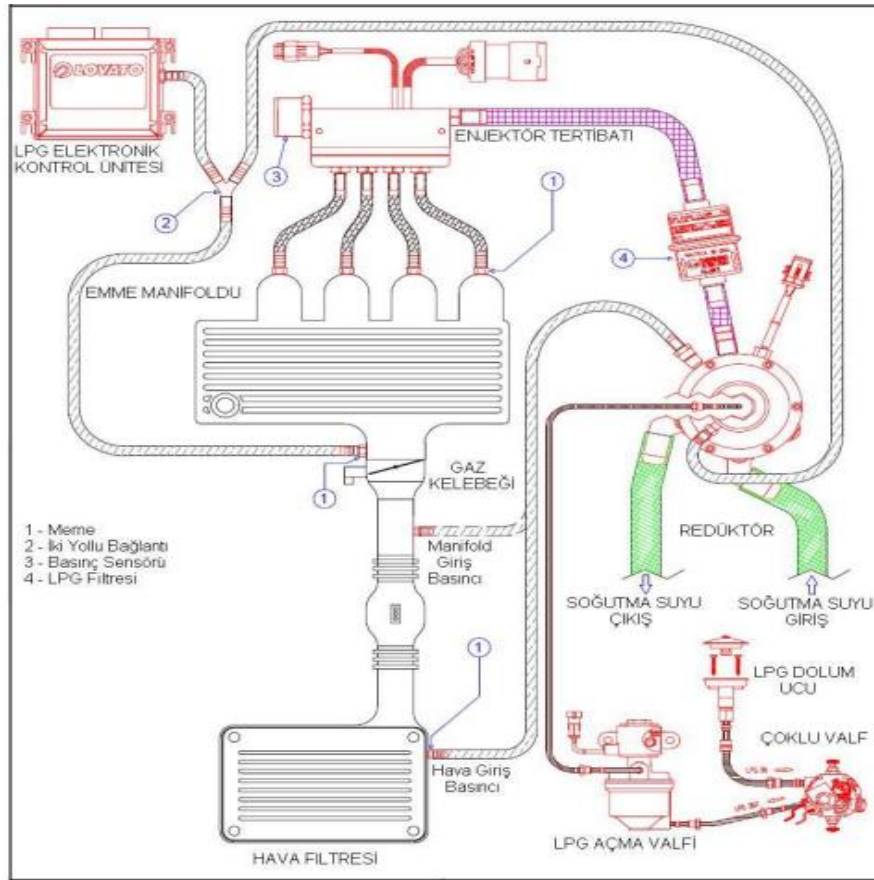 LOVATO
LPG ELEKTRONİK
KONTROL ÜNİTESİ
ENJEKTÖR TERTİBATI
3
1
2
4
EMME MANİFOLDU
GAZ
KELEBEĞİ
1
REDÜKTÖR
1 - Meme
2 - İki Yollu Bağlantı
3 - Basınç Sensörü
4 - LPG Filtresi
Manifold
Giriş
Basıncı
SOĞUTMA SUYU
ÇIKIŞ
SOĞUTMA SUYU
GİRİŞ
1
LPG DOLUM
UCU
ÇOKLU VALF
Hava Giriş
Basıncı
HAVA FİLTRESİ
LPG AÇMA VALFİ